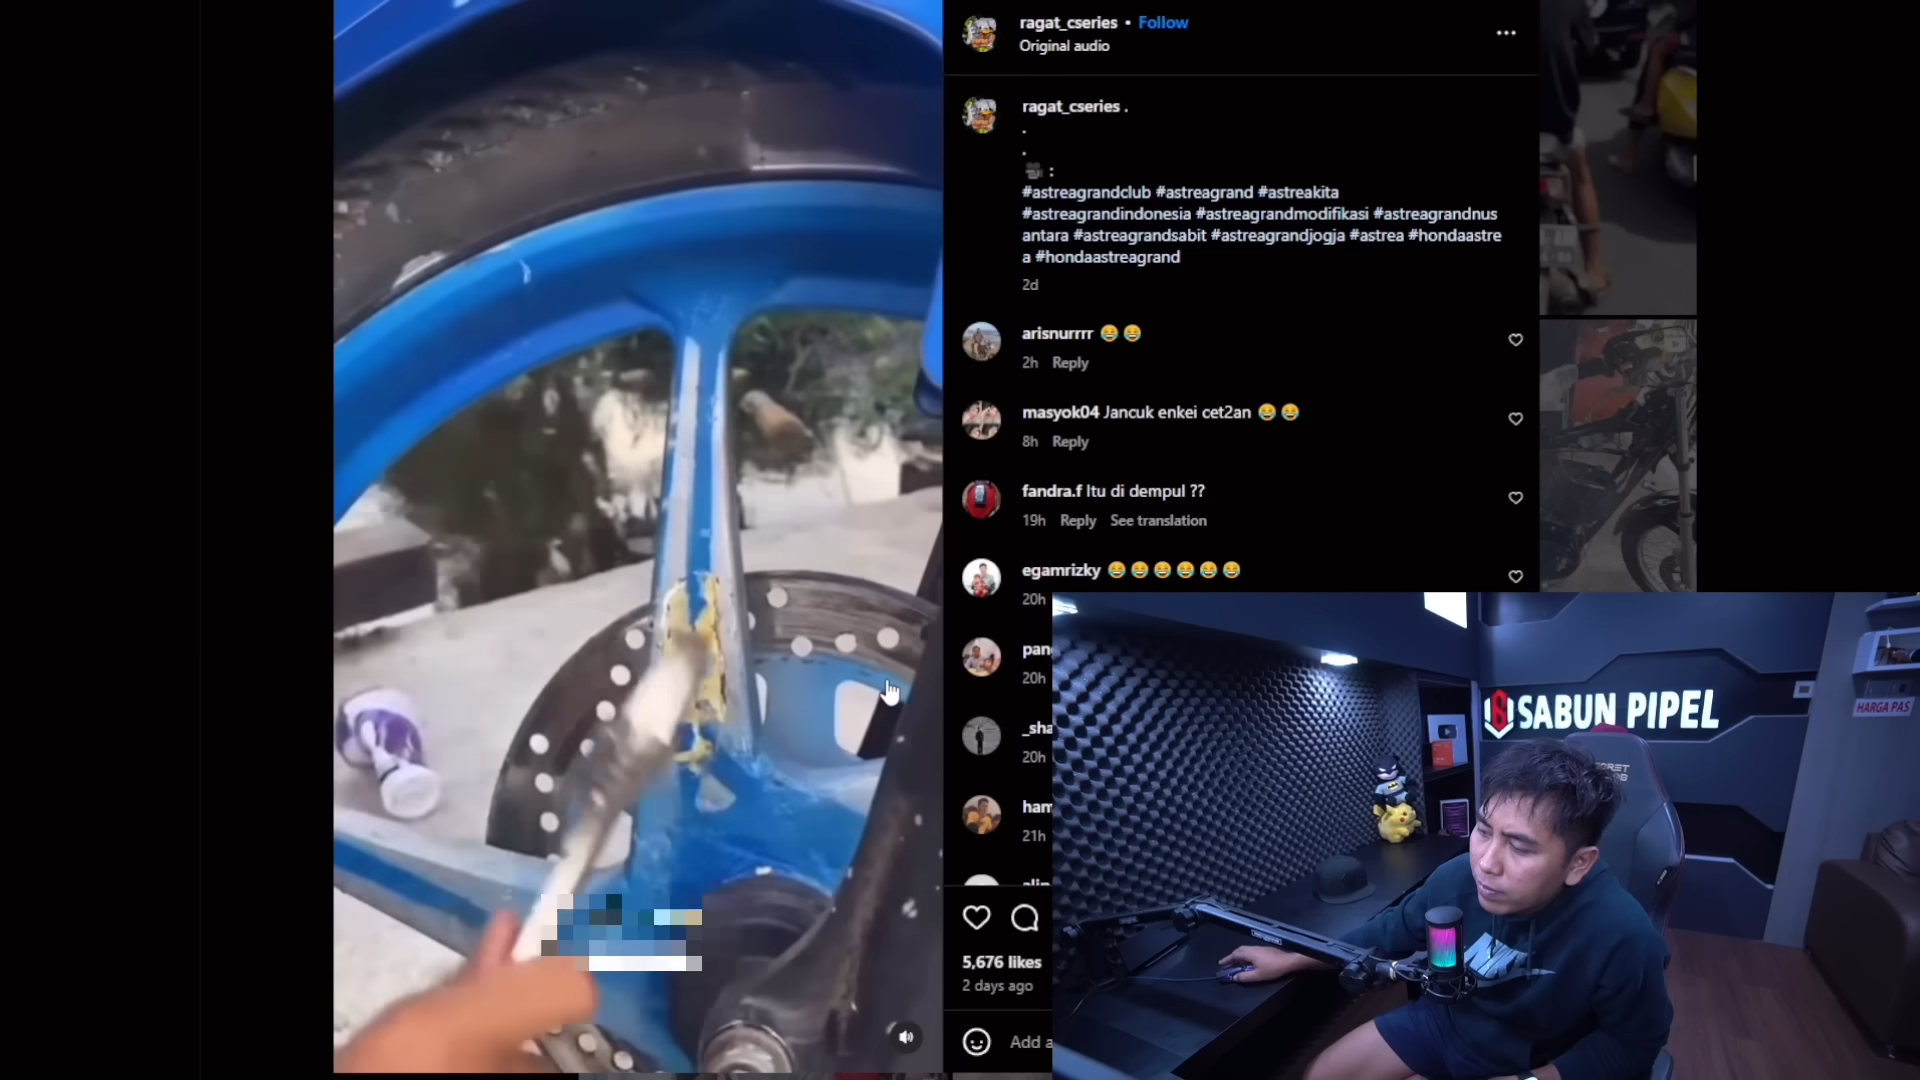 ragat_cseries • Follow
Original audio
ragat_cseries .
.
.
:
#astreagrandclub #astreagrand #astreakita
#astreagrandindonesia #astreagrandmodifikasi #astreagrandnus
antara #astreagrandsabit #astreagrandjogja #astrea #hondaastre
a #hondaastreagrand
2d
arisnurrrr 😂😂
2h Reply
masyok04 Jancuk enkei cet2an 😂😂
8h Reply
fandra.f Itu di dempul ??
19h Reply See translation
egamrizky 😂😂😂😂😂😂
20h
20h
_sha
20h
ham
21h
5,676 likes
2 days ago
Add a
SABUN PIPEL
HARGA PAS